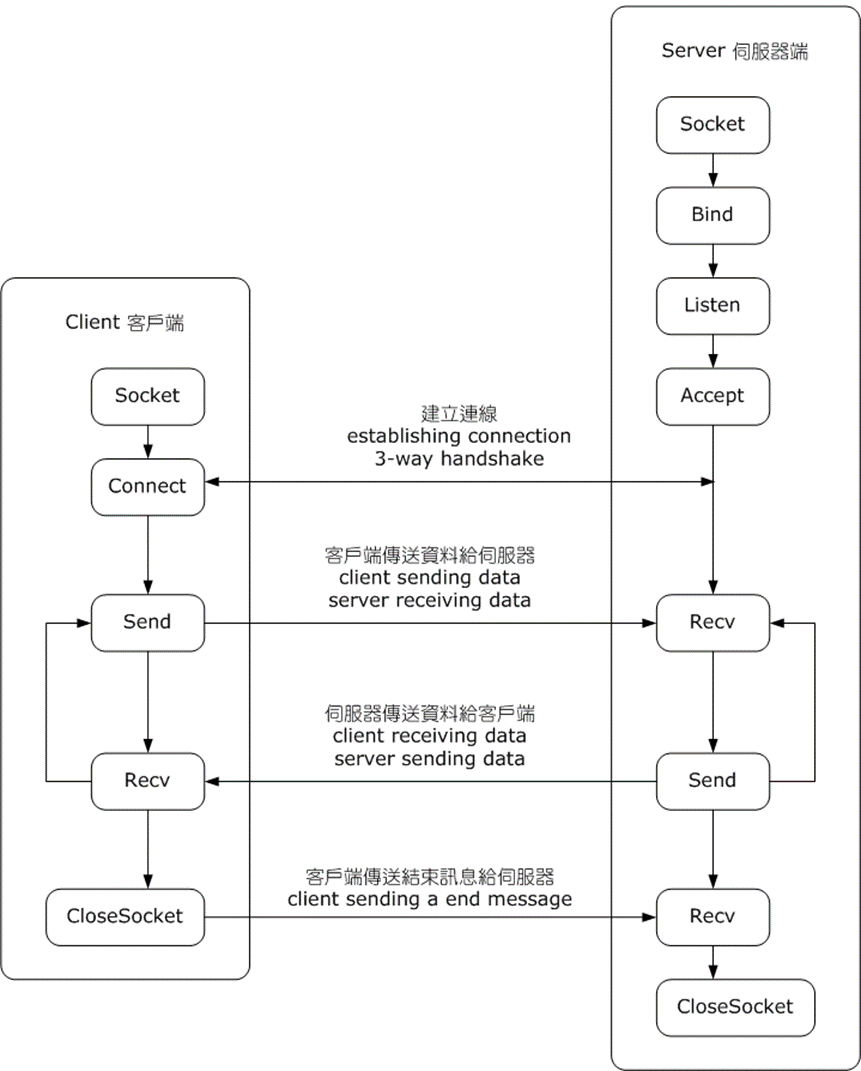 Server 伺服器端
Socket
Bind
Listen
Accept
Client 客戶端
Socket
Connect
建立連線
establishing connection
3-way handshake
客戶端傳送資料給伺服器
client sending data
server receiving data
Send
Recv
伺服器傳送資料給客戶端
client receiving data
server sending data
Recv
Send
客戶端傳送結束訊息給伺服器
client sending a end message
CloseSocket
Recv
CloseSocket